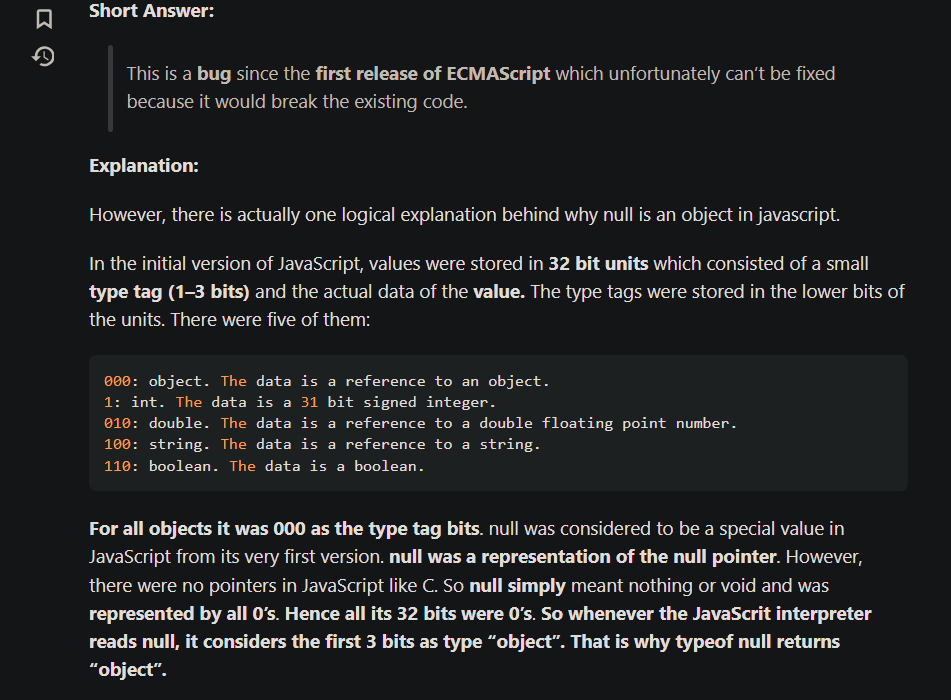 Short Answer:
This is a bug since the first release of ECMAScript which unfortunately can’t be fixed
because it would break the existing code.
Explanation:
However, there is actually one logical explanation behind why null is an object in javascript.
In the initial version of JavaScript, values were stored in 32 bit units which consisted of a small
type tag (1–3 bits) and the actual data of the value. The type tags were stored in the lower bits of
the units. There were five of them:
000: object. The data is a reference to an object.
1: int. The data is a 31 bit signed integer.
010: double. The data is a reference to a double floating point number.
100: string. The data is a reference to a string.
110: boolean. The data is a boolean.
For all objects it was 000 as the type tag bits. null was considered to be a special value in
JavaScript from its very first version. null was a representation of the null pointer. However,
there were no pointers in JavaScript like C. So null simply meant nothing or void and was
represented by all 0’s. Hence all its 32 bits were 0’s. So whenever the JavaScrit interpreter
reads null, it considers the first 3 bits as type “object”. That is why typeof null returns
“object”.